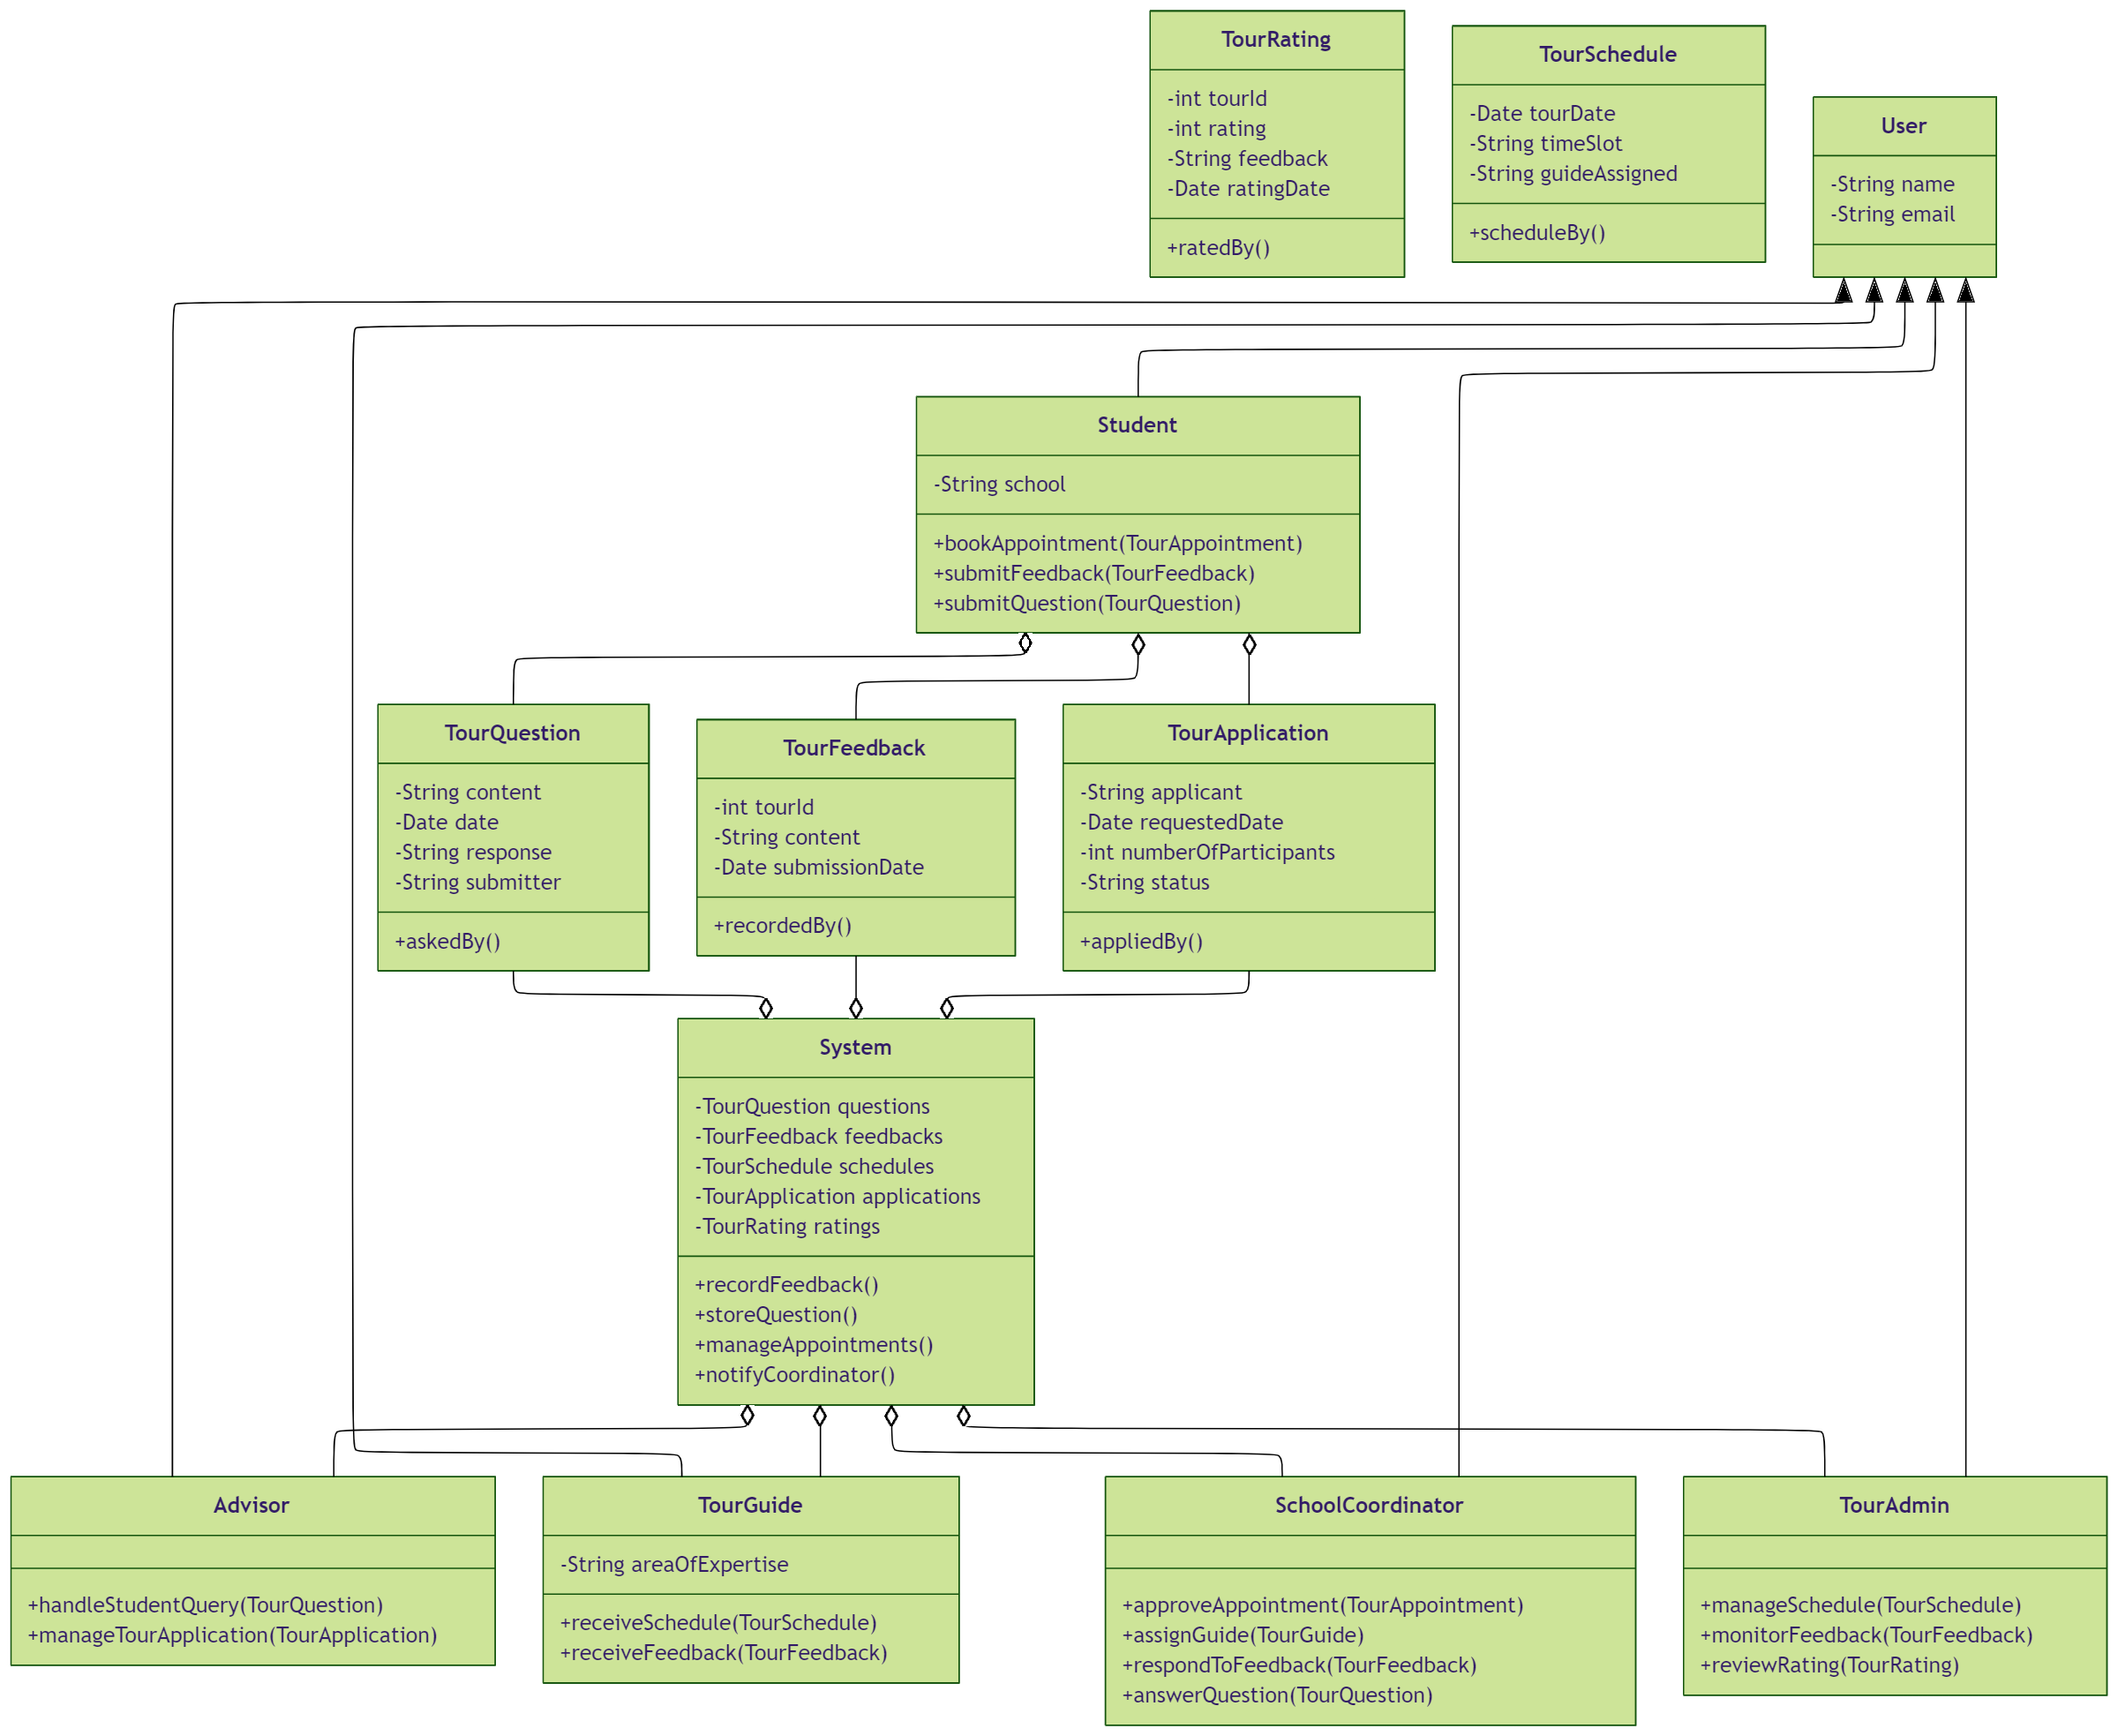 TourRating
-int tourId
-int rating
-String feedback
-Date ratingDate
+ratedBy()
TourSchedule
-Date tourDate
-String timeSlot
-String guideAssigned
+scheduleBy()
User
-String name
-String email
Student
-String school
+bookAppointment(TourAppointment)
+submitFeedback(TourFeedback)
+submitQuestion(TourQuestion)
TourQuestion
-String content
-Date date
-String response
-String submitter
+askedBy()
TourFeedback
-int tourId
-String content
-Date submissionDate
+recordedBy()
TourApplication
-String applicant
-Date requestedDate
-int numberOfParticipants
-String status
+appliedBy()
System
-TourQuestion questions
-TourFeedback feedbacks
-TourSchedule schedules
-TourApplication applications
-TourRating ratings
+recordFeedback()
+storeQuestion()
+manageAppointments()
+notifyCoordinator()
Advisor
+handleStudentQuery(TourQuestion)
+manageTourApplication(TourApplication)
TourGuide
-String areaOfExpertise
+receiveSchedule(TourSchedule)
+receiveFeedback(TourFeedback)
SchoolCoordinator
+approveAppointment(TourAppointment)
+assignGuide(TourGuide)
+respondToFeedback(TourFeedback)
+answerQuestion(TourQuestion)
TourAdmin
+manageSchedule(TourSchedule)
+monitorFeedback(TourFeedback)
+reviewRating(TourRating)